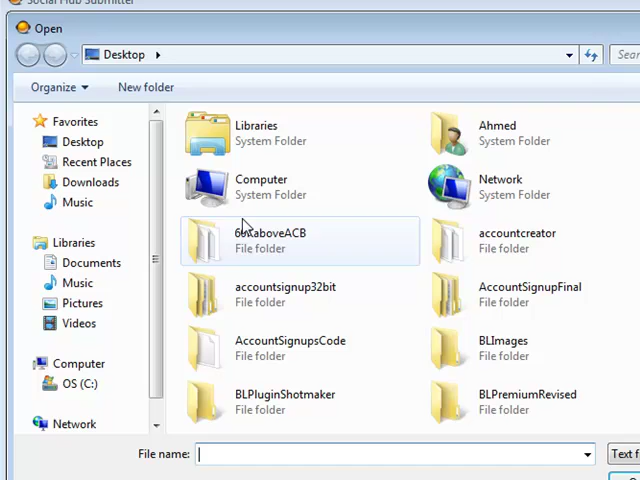 Social Hub Submitter
Open
Desktop
Sear
Organize
New folder
Favorites
Desktop
Recent Places
Downloads
Music
Libraries
Documents
Music
Pictures
Videos
Computer
OS (C:)
Network
Libraries
System Folder
Ahmed
System Folder
Computer
System Folder
Network
System Folder
File folder
accountcreator
File folder
accountsignup32bit
File folder
AccountSignupFinal
File folder
AccountSignupsCode
File folder
BLImages
File folder
BLPluginShotmaker
File folder
BLPremiumRevised
File folder
File name:
Text f